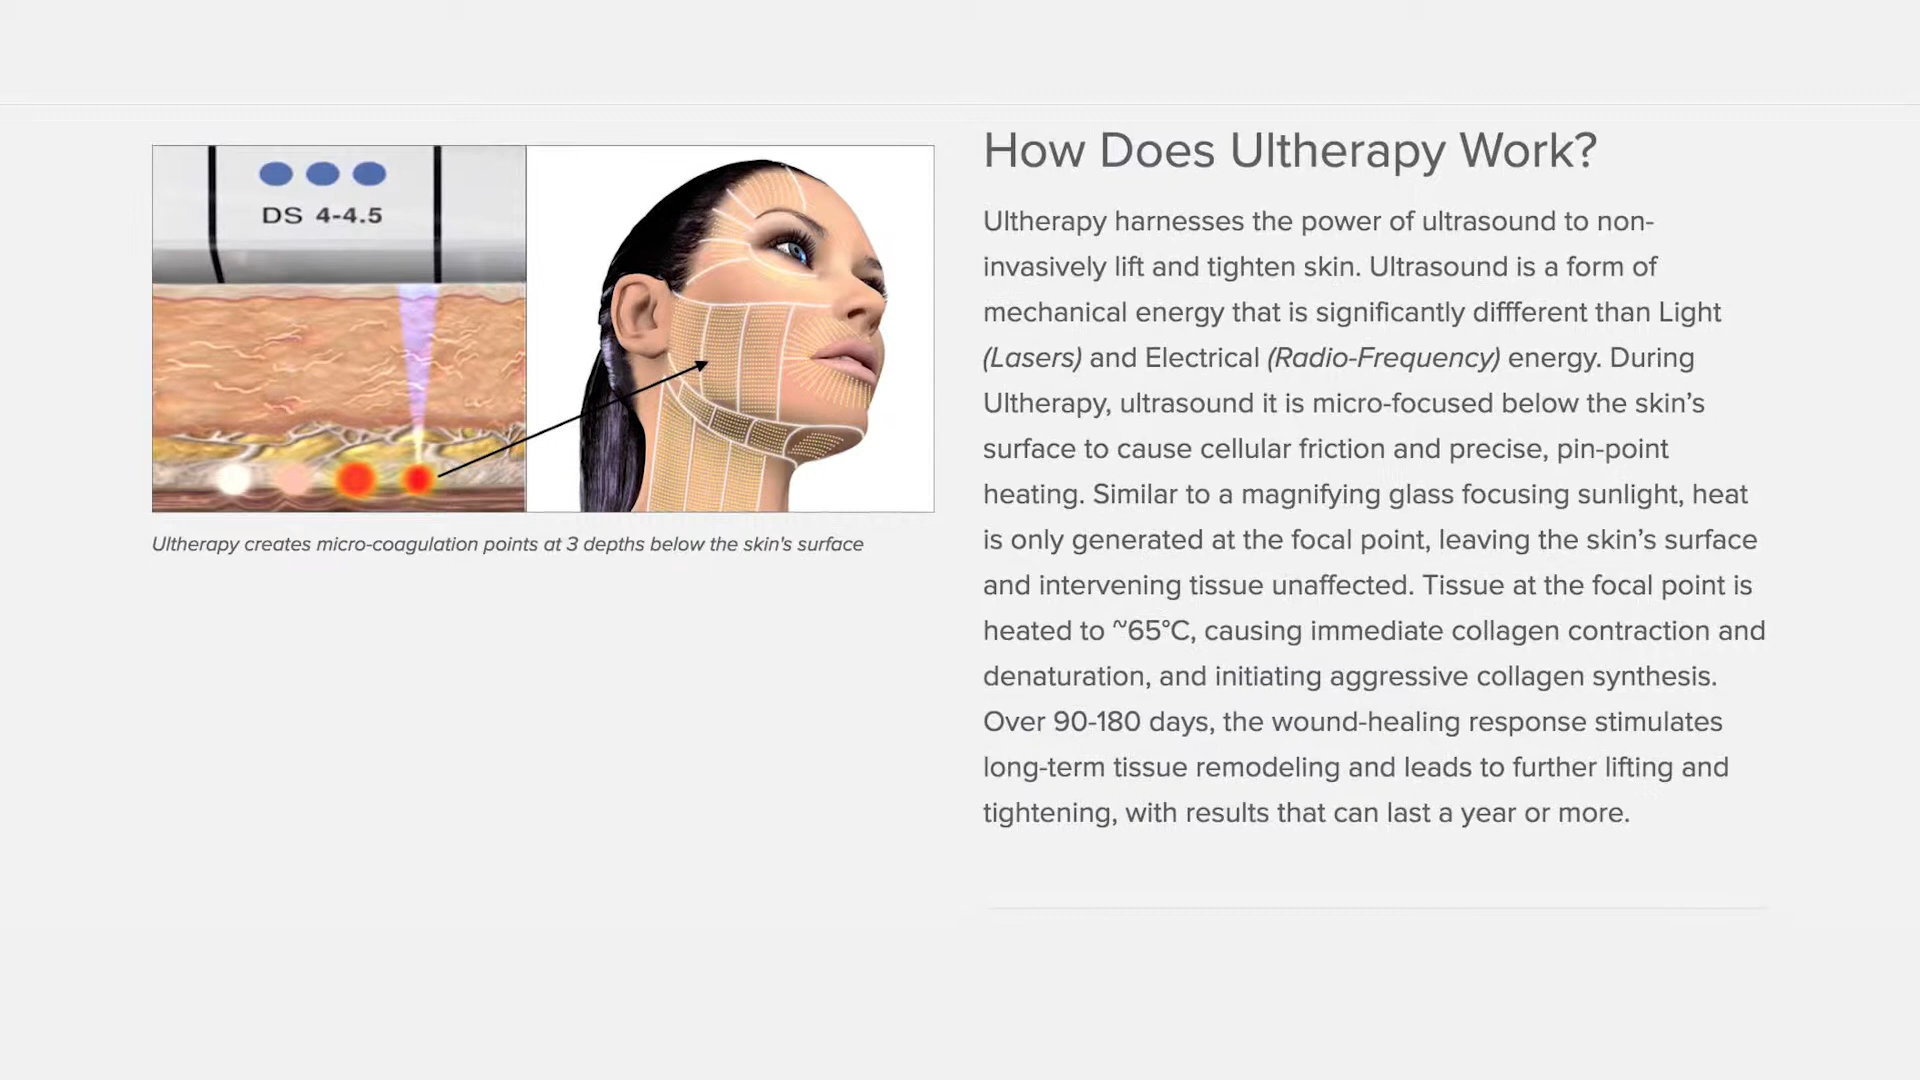 DS 4-4.5
Ultherapy creates micro-coagulation points at 3 depths below the skin's surface
How Does Ultherapy Work?
Ultherapy harnesses the power of ultrasound to non-
invasively lift and tighten skin. Ultrasound is a form of
mechanical energy that is significantly diffferent than Light
(Lasers) and Electrical (Radio-Frequency) energy. During
Ultherapy, ultrasound it is micro-focused below the skin’s
surface to cause cellular friction and precise, pin-point
heating. Similar to a magnifying glass focusing sunlight, heat
is only generated at the focal point, leaving the skin’s surface
and intervening tissue unaffected. Tissue at the focal point is
heated to ~65°C, causing immediate collagen contraction and
denaturation, and initiating aggressive collagen synthesis.
Over 90-180 days, the wound-healing response stimulates
long-term tissue remodeling and leads to further lifting and
tightening, with results that can last a year or more.